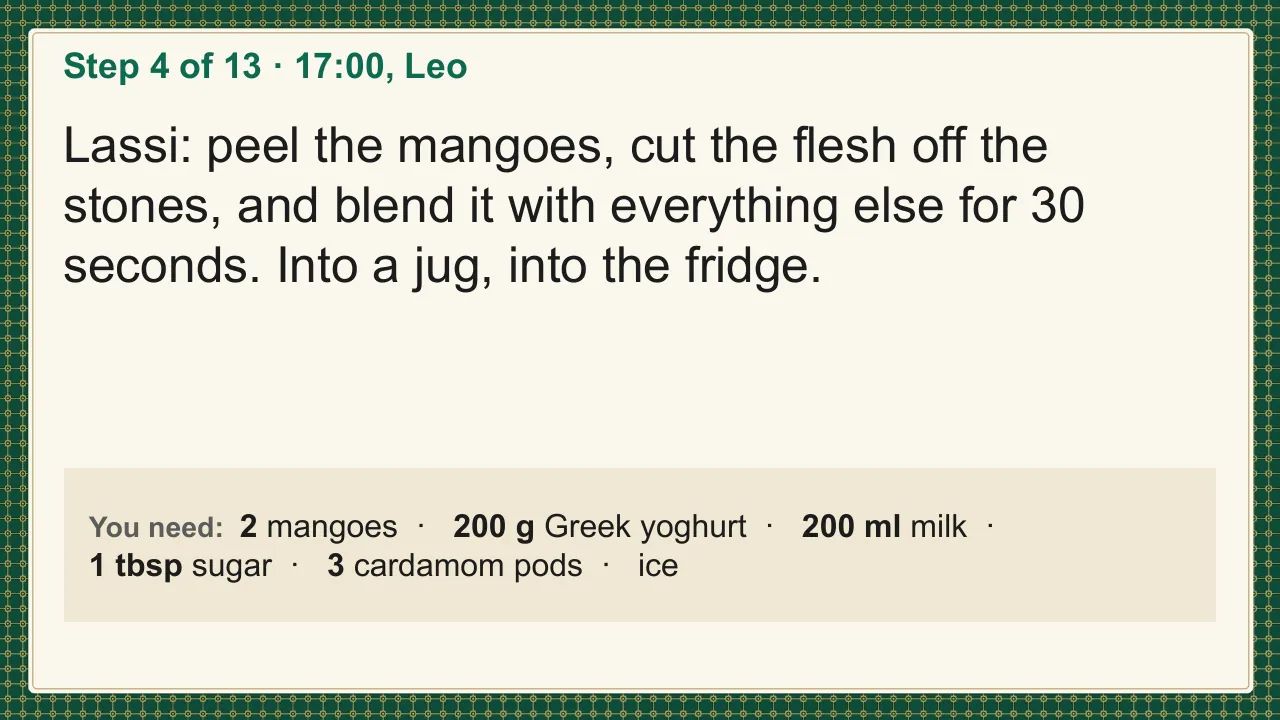 Step 4 of 13 · 17:00, Leo
Lassi: peel the mangoes, cut the flesh off the
stones, and blend it with everything else for 30
seconds. Into a jug, into the fridge.
You need: 2 mangoes · 200 g Greek yoghurt · 200 ml milk ·
1 tbsp sugar · 3 cardamom pods · ice